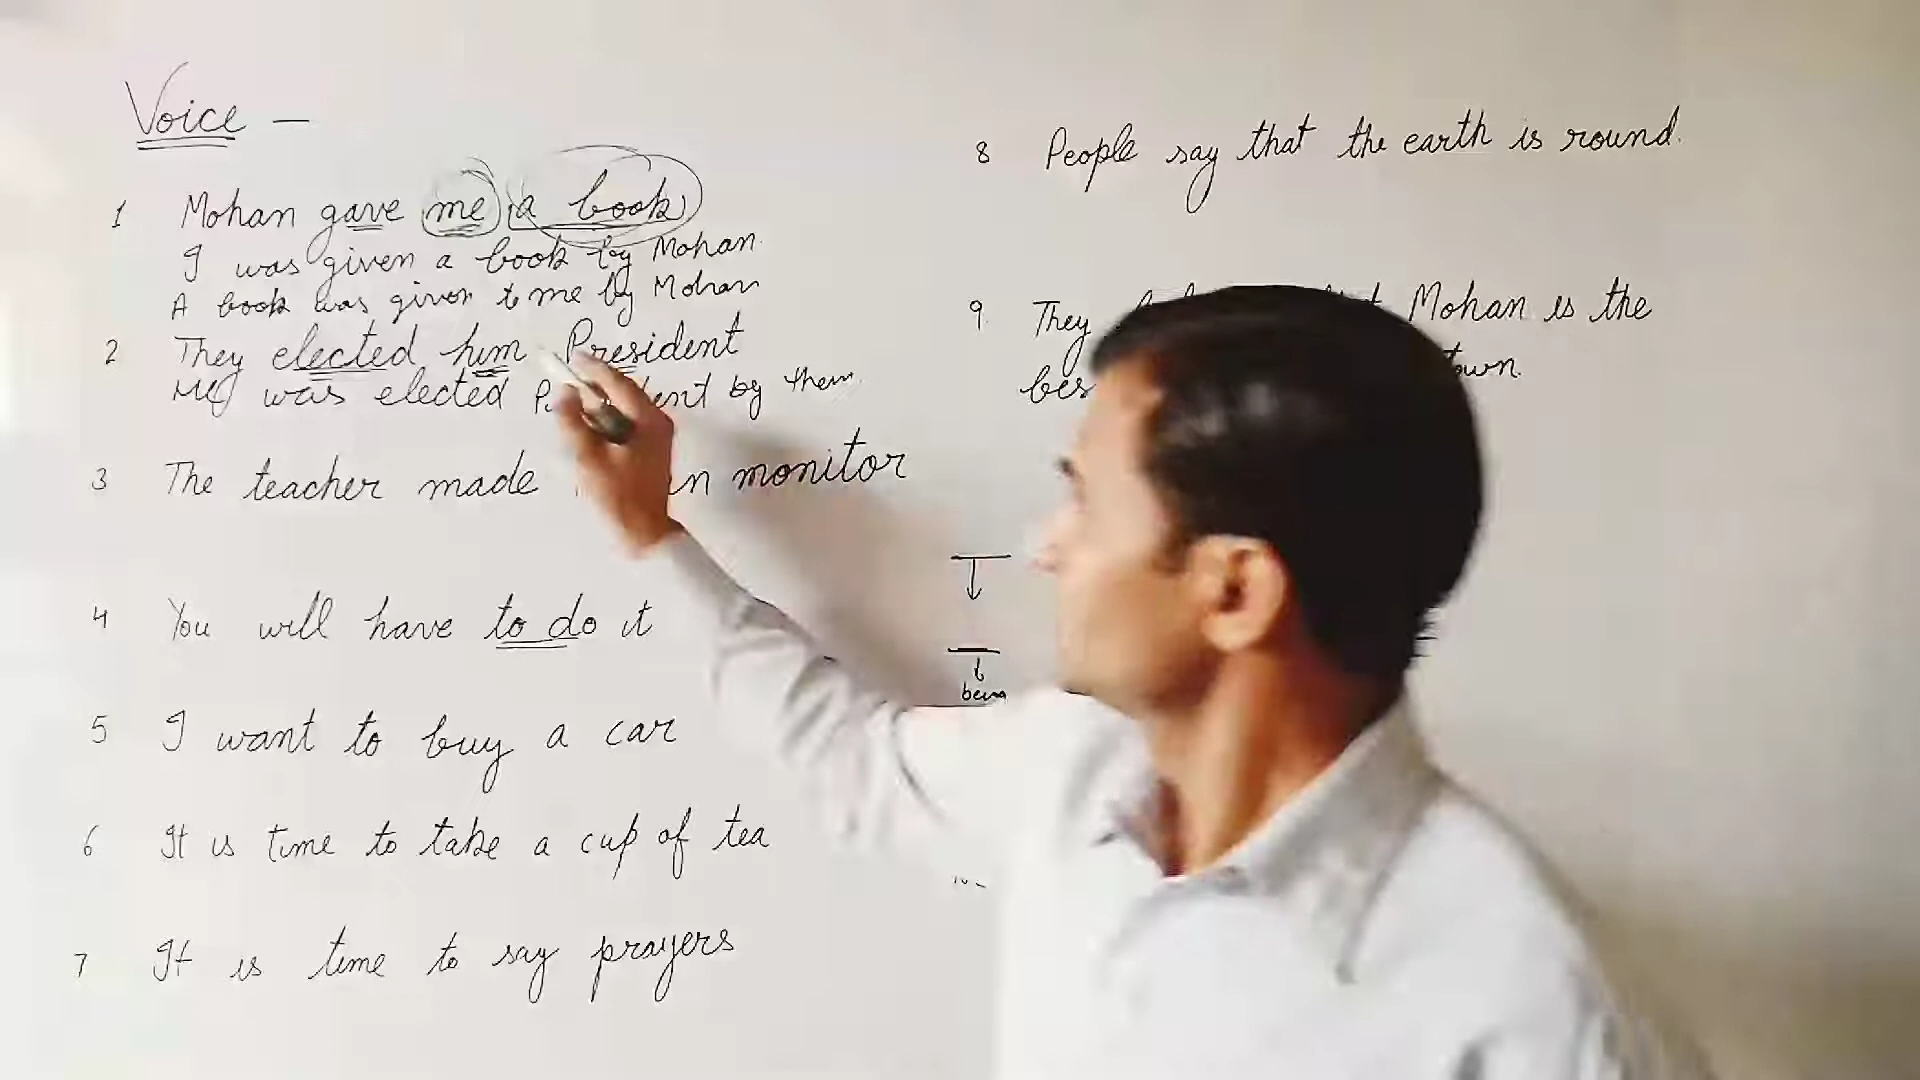 Voice -
1 Mohan gave me a book
I was given a book by Mohan.
A book was given to me by Mohan
2 They elected him President
He was elected by them.
3 The teacher made monitor
4 You will have to do it
5 I want to buy a car
6 It is time to take a cup of tea
7 It is time to say prayers
8 People say that the earth is round.
9. They Mohan is the
being